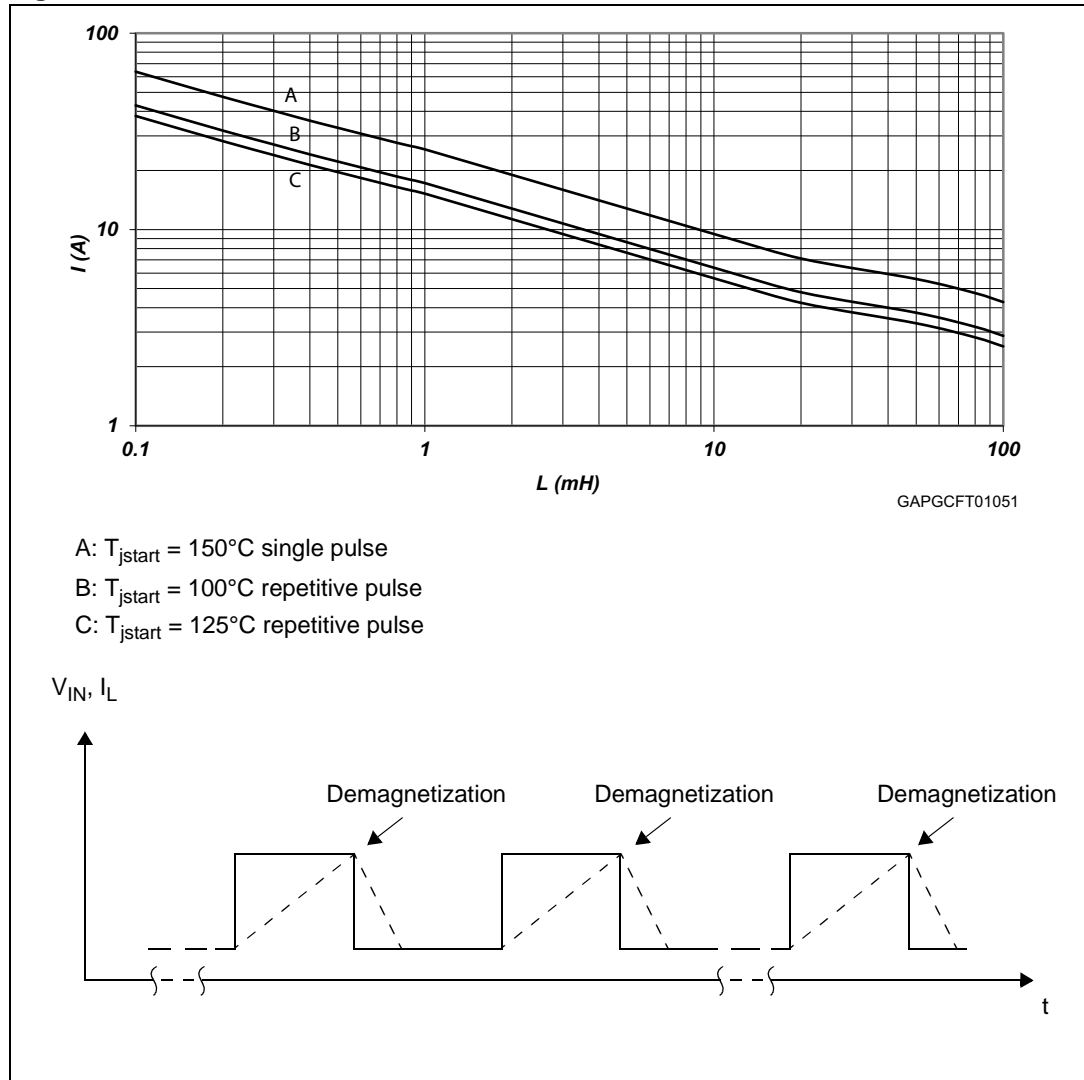 100
A
B
C
10
I (A)
1
0.1 1 10 100
L (mH)
GAPGCFT01051
A: Tjstart = 150°C single pulse
B: Tjstart = 100°C repetitive pulse
C: Tjstart = 125°C repetitive pulse
VIN, IL
Demagnetization Demagnetization Demagnetization
t